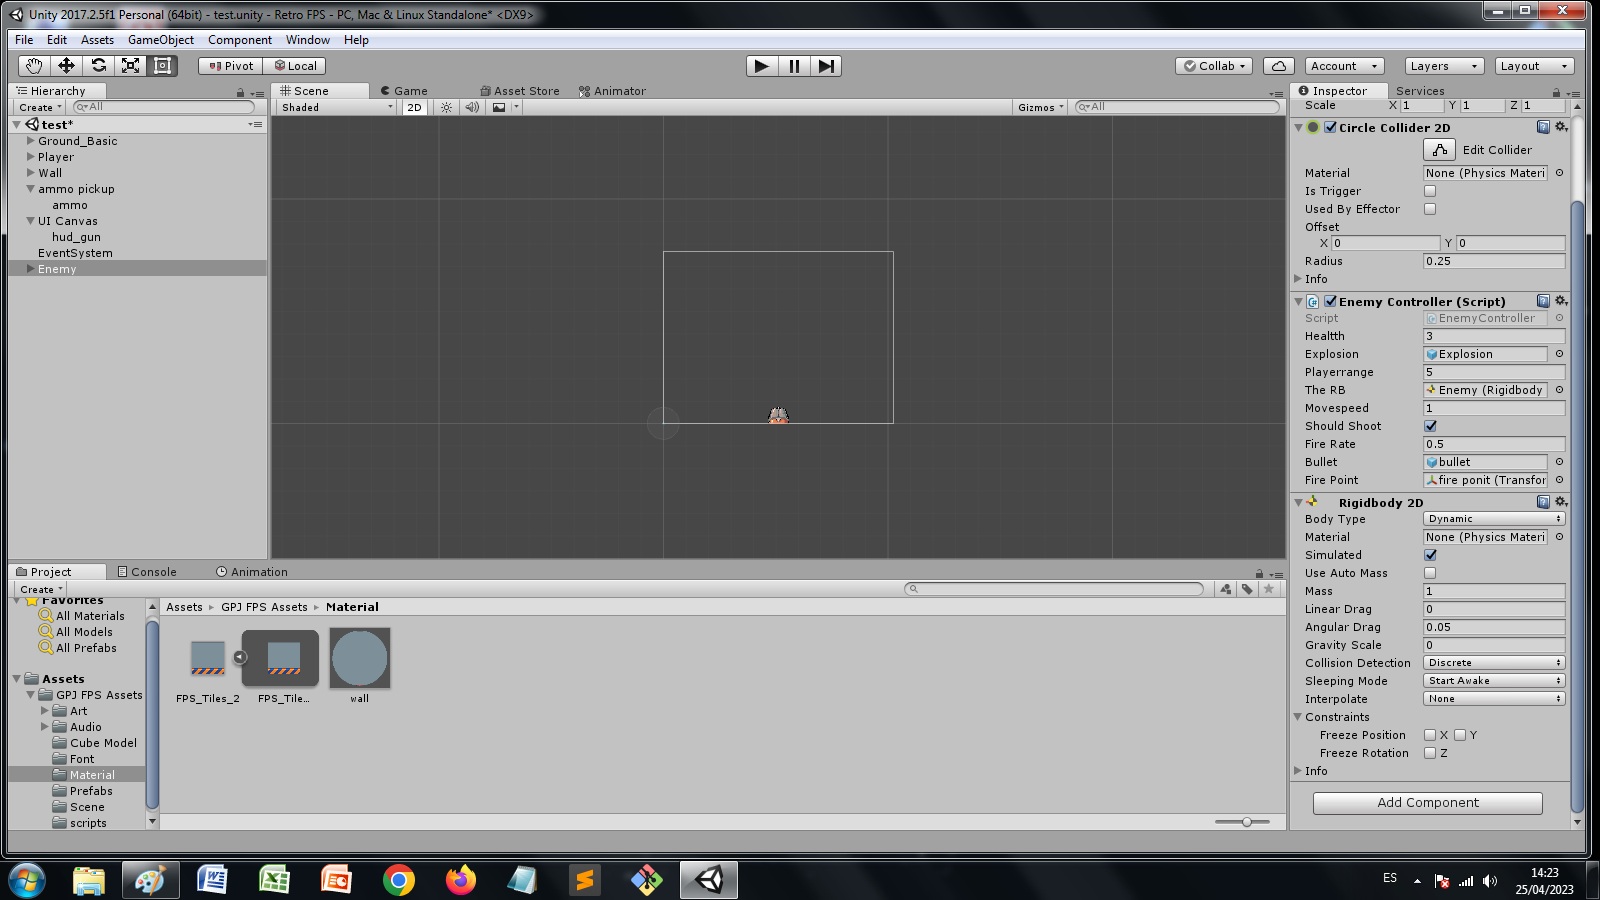 Unity 2017.2.5f1 Personal (64bit) - test.unity - Retro FPS - PC, Mac & Linux Standalone* <DX9>
File Edit Assets GameObject Component Window Help
Pivot Local Collab Account Layers Layout
Hierarchy
Create All
test*
Ground_Basic
Player
Wall
ammo pickup
ammo
UI Canvas
hud_gun
EventSystem
Enemy
Scene Game Asset Store Animator
Shaded 2D Gizmos All
Inspector Services
Scale X 1 Y 1 Z 1
Circle Collider 2D
Edit Collider
Material None (Physics Materi
Is Trigger
Used By Effector
Offset
X 0 Y 0
Radius 0.25
Info
Enemy Controller (Script)
Script EnemyController
Healtth 3
Explosion Explosion
Playerrange 5
The RB Enemy (Rigidbody
Movespeed 1
Should Shoot
Fire Rate 0.5
Bullet bullet
Fire Point fire ponit (Transfor
Rigidbody 2D
Body Type Dynamic
Material None (Physics Materi
Simulated
Use Auto Mass
Mass 1
Linear Drag 0
Angular Drag 0.05
Gravity Scale 0
Collision Detection Discrete
Sleeping Mode Start Awake
Interpolate None
Constraints
Freeze Position X Y
Freeze Rotation Z
Info
Add Component
Project Console Animation
Create
Favorites
All Materials
All Models
All Prefabs
Assets
GPJ FPS Assets
Art
Audio
Cube Model
Font
Material
Prefabs
Scene
scripts
Assets GPJ FPS Assets Material
FPS_Tiles_2 FPS_Tile... wall
ES
14:23
25/04/2023